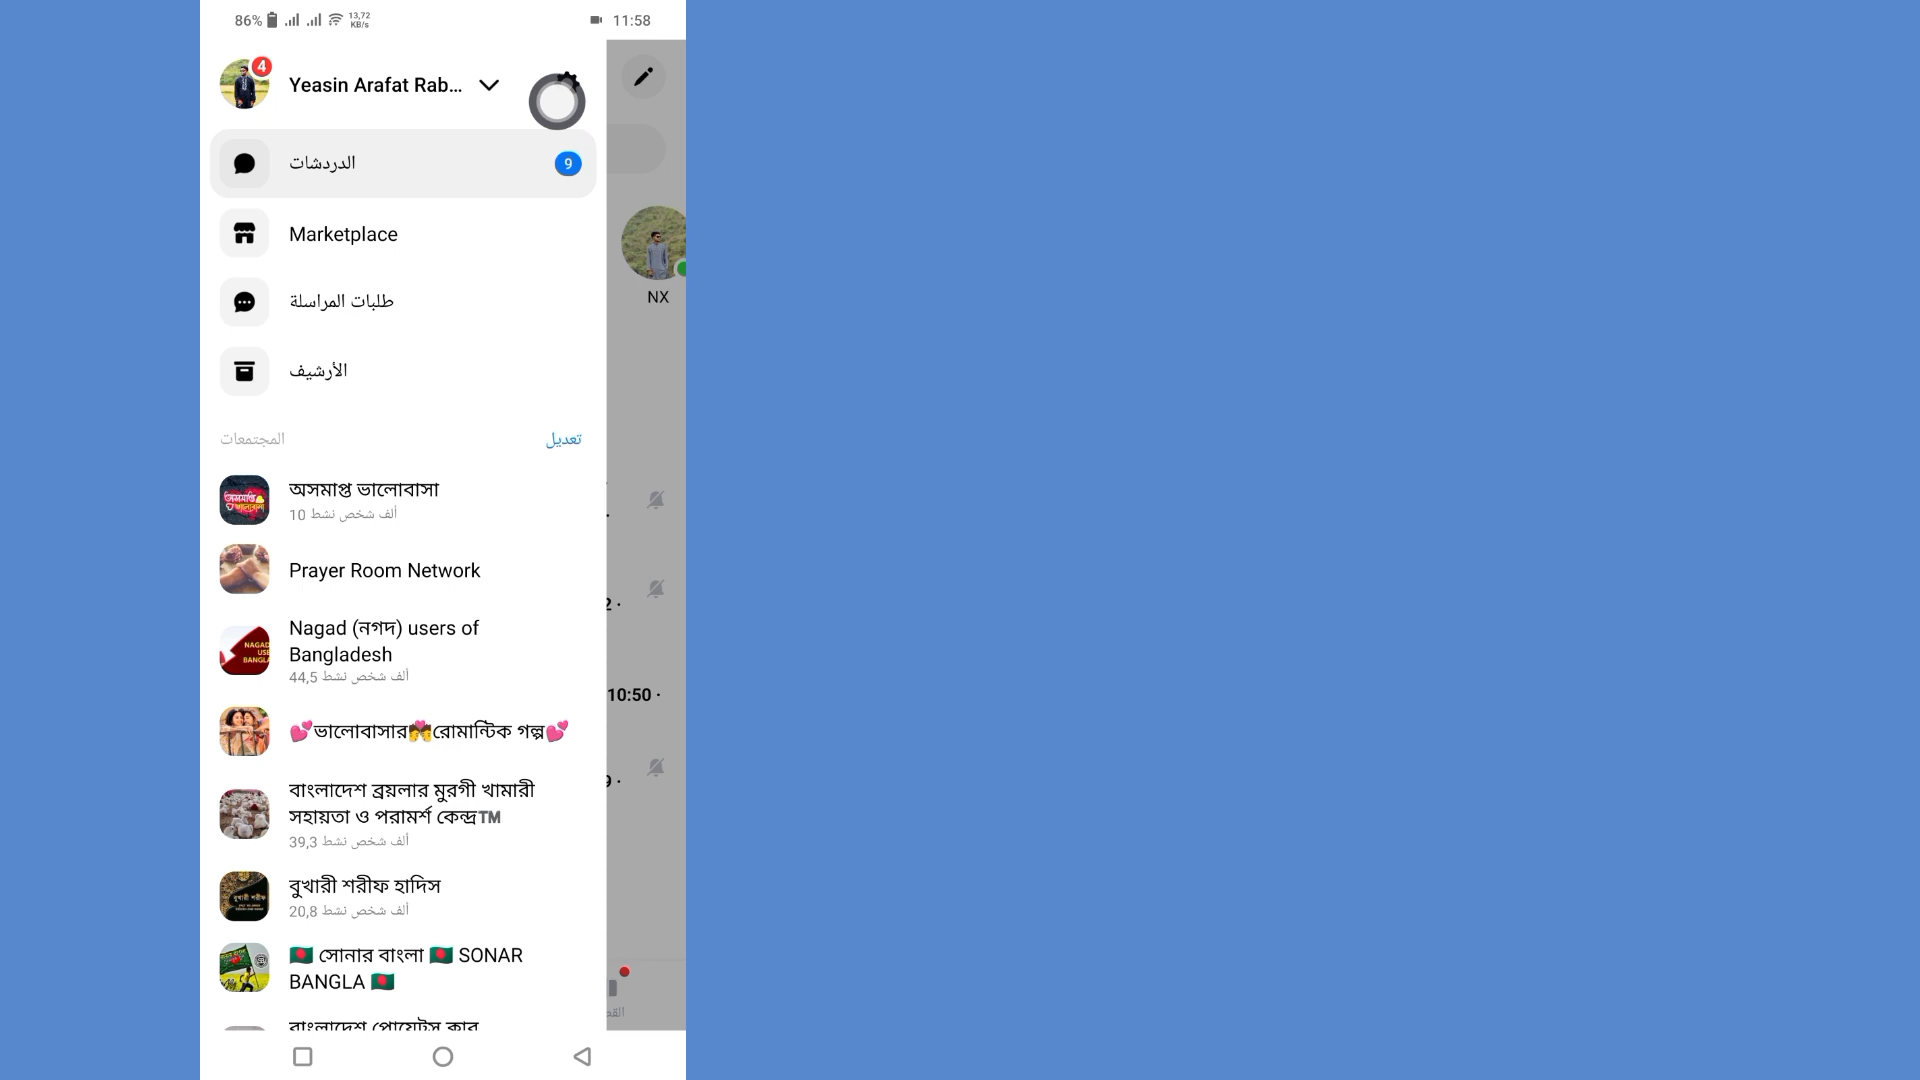 86% 13,72 KB/s 11:58
4
Yeasin Arafat Rab...
الدردشات 9
Marketplace
طلبات المراسلة
الأرشيف
المجتمعات تعديل
অসমাপ্ত ভালোবাসা
10 ألف شخص نشط
Prayer Room Network
Nagad (নগদ) users of
Bangladesh
44,5 ألف شخص نشط
💕ভালোবাসার💏রোমান্টিক গল্প💕
বাংলাদেশ ব্রয়লার মুরগী খামারী
সহায়তা ও পরামর্শ কেন্দ্র™️
39,3 ألف شخص نشط
বুখারী শরীফ হাদিস
20,8 ألف شخص نشط
🇧🇩 সোনার বাংলা 🇧🇩 SONAR
BANGLA 🇧🇩
NX
10:50 ·